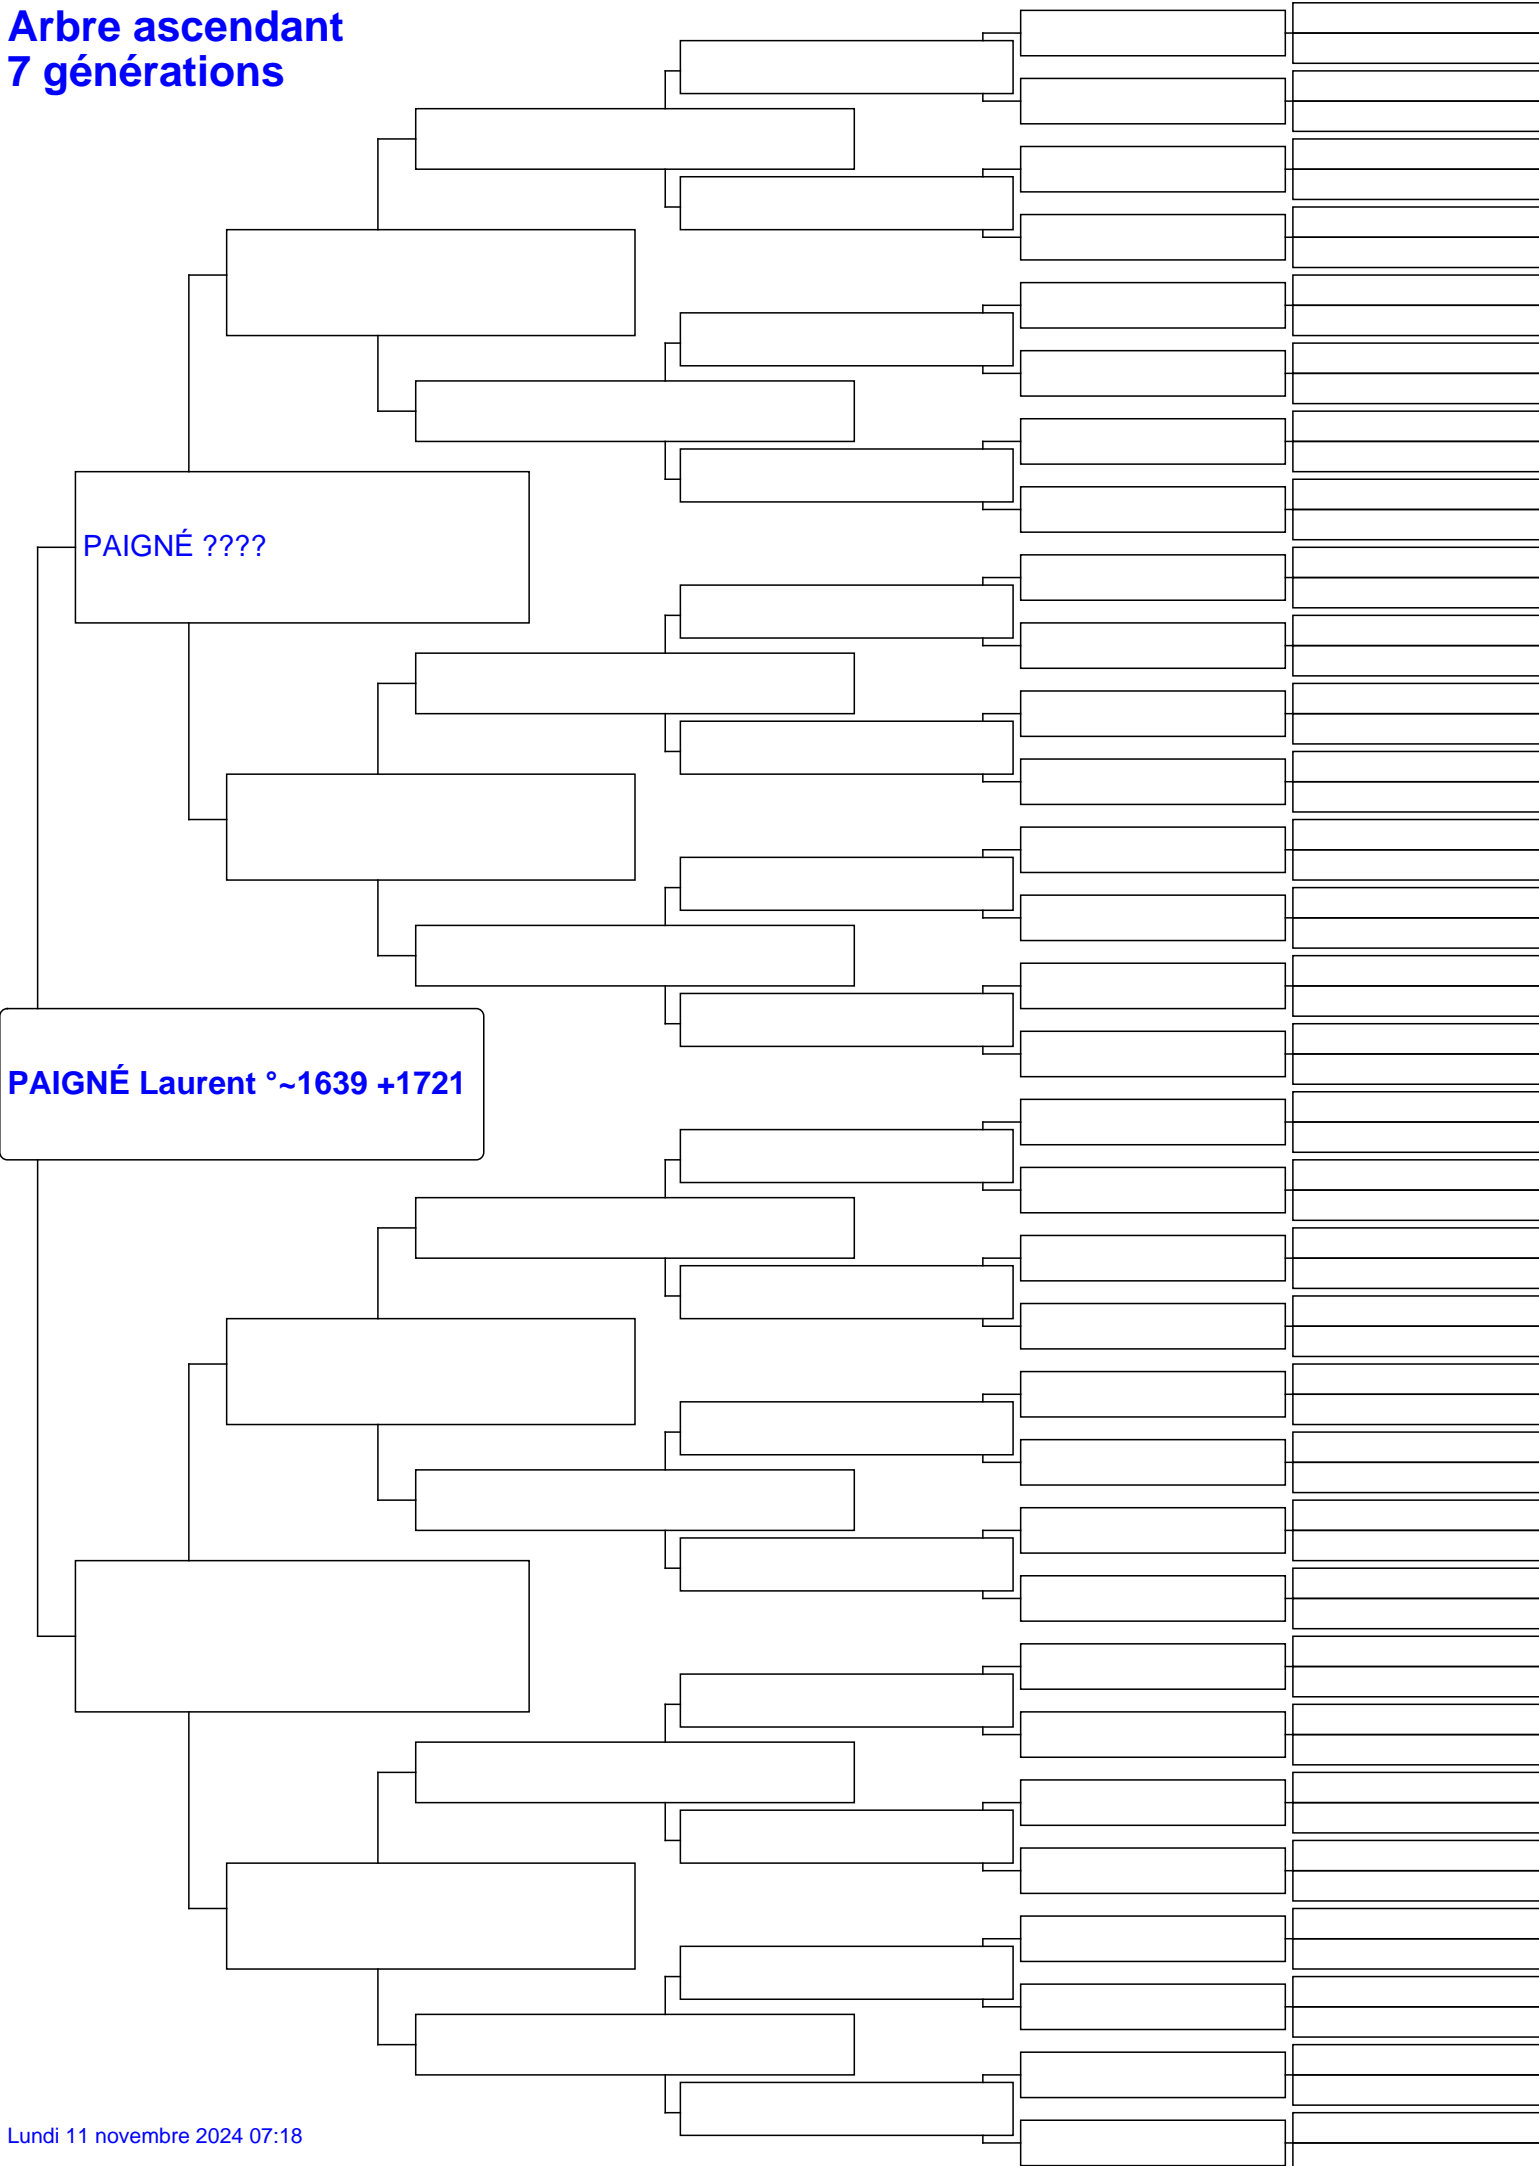 Arbre ascendant
7 générations
PAIGNÉ ????
PAIGNÉ Laurent °~1639 +1721
Lundi 11 novembre 2024 07:18